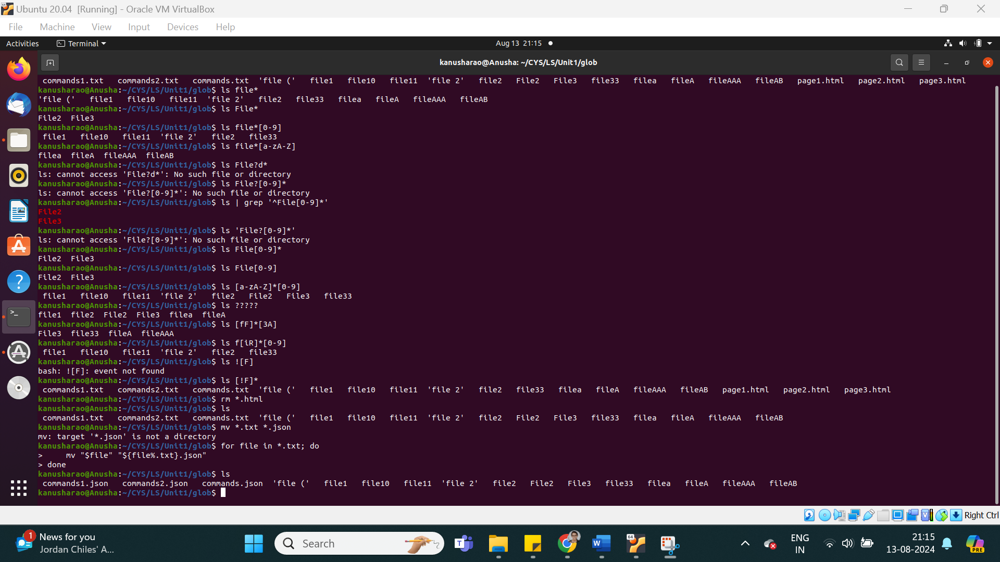 Ubuntu 20.04 [Running] - Oracle VM VirtualBox
File Machine View Input Devices Help
Activities Terminal Aug 13 21:15
kanusharao@Anusha: ~/CYS/LS/Unit1/glob
commands1.txt commands2.txt commands.txt 'file (' file1 file10 file11 'file 2' file2 File2 File3 file33 filea fileA fileAAA fileAB page1.html page2.html page3.html
kanusharao@Anusha:~/CYS/LS/Unit1/glob$ ls file*
'file (' file1 file10 file11 'file 2' file2 file33 filea fileA fileAAA fileAB
kanusharao@Anusha:~/CYS/LS/Unit1/glob$ ls File*
File2 File3
kanusharao@Anusha:~/CYS/LS/Unit1/glob$ ls file*[0-9]
file1 file10 file11 'file 2' file2 file33
kanusharao@Anusha:~/CYS/LS/Unit1/glob$ ls file*[a-zA-Z]
filea fileA fileAAA fileAB
kanusharao@Anusha:~/CYS/LS/Unit1/glob$ ls File?d*
ls: cannot access 'File?d*': No such file or directory
kanusharao@Anusha:~/CYS/LS/Unit1/glob$ ls File?[0-9]*
ls: cannot access 'File?[0-9]*': No such file or directory
kanusharao@Anusha:~/CYS/LS/Unit1/glob$ ls | grep '^File[0-9]*'
File2
File3
kanusharao@Anusha:~/CYS/LS/Unit1/glob$ ls 'File?[0-9]*'
ls: cannot access 'File?[0-9]*': No such file or directory
kanusharao@Anusha:~/CYS/LS/Unit1/glob$ ls File[0-9]*
File2 File3
kanusharao@Anusha:~/CYS/LS/Unit1/glob$ ls File[0-9]
File2 File3
kanusharao@Anusha:~/CYS/LS/Unit1/glob$ ls [a-zA-Z]*[0-9]
file1 file10 file11 'file 2' file2 File2 File3 file33
kanusharao@Anusha:~/CYS/LS/Unit1/glob$ ls ?????
file1 file2 File2 File3 filea fileA
kanusharao@Anusha:~/CYS/LS/Unit1/glob$ ls [fF]*[3A]
File3 file33 fileA fileAAA
kanusharao@Anusha:~/CYS/LS/Unit1/glob$ ls f[iR]*[0-9]
file1 file10 file11 'file 2' file2 file33
kanusharao@Anusha:~/CYS/LS/Unit1/glob$ ls ![F]
bash: ![F]: event not found
kanusharao@Anusha:~/CYS/LS/Unit1/glob$ ls [!F]*
commands1.txt commands2.txt commands.txt 'file (' file1 file10 file11 'file 2' file2 file33 filea fileA fileAAA fileAB page1.html page2.html page3.html
kanusharao@Anusha:~/CYS/LS/Unit1/glob$ rm *.html
kanusharao@Anusha:~/CYS/LS/Unit1/glob$ ls
commands1.txt commands2.txt commands.txt 'file (' file1 file10 file11 'file 2' file2 File2 File3 file33 filea fileA fileAAA fileAB
kanusharao@Anusha:~/CYS/LS/Unit1/glob$ mv *.txt *.json
mv: target '*.json' is not a directory
kanusharao@Anusha:~/CYS/LS/Unit1/glob$ for file in *.txt; do
> mv "$file" "${file%.txt}.json"
> done
kanusharao@Anusha:~/CYS/LS/Unit1/glob$ ls
commands1.json commands2.json commands.json 'file (' file1 file10 file11 'file 2' file2 File2 File3 file33 filea fileA fileAAA fileAB
kanusharao@Anusha:~/CYS/LS/Unit1/glob$
Right Ctrl
1 News for you
Jordan Chiles' A...
Search
64
ENG
IN
21:15
13-08-2024
PRE